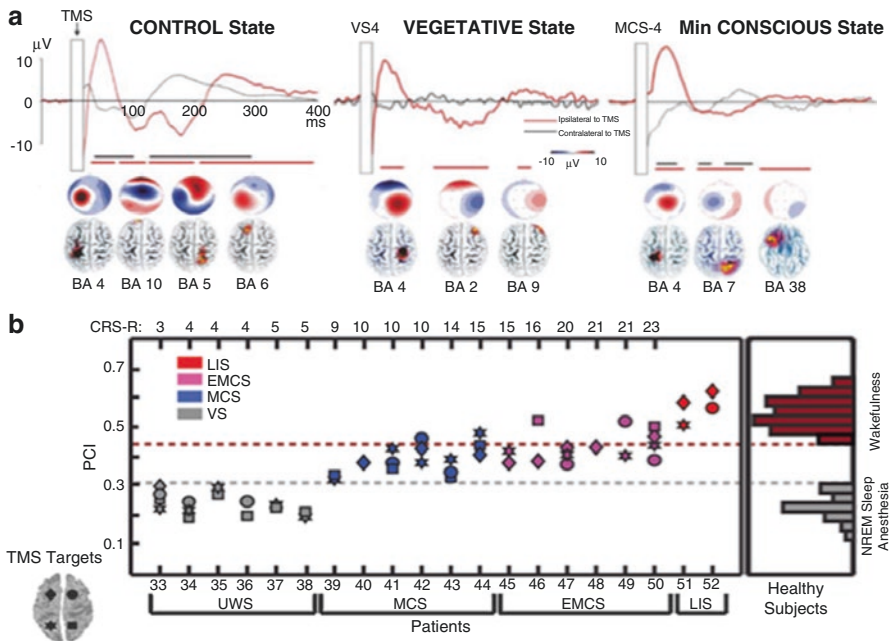 a
TMS
CONTROL State
VS4
VEGETATIVE State
MCS-4
Min CONSCIOUS State
μV
10
0
-10
100
200
300
400
ms
Ipsilateral to TMS
Contralateral to TMS
-10
10
μV
BA 4
BA 10
BA 5
BA 6
BA 4
BA 2
BA 9
BA 4
BA 7
BA 38
b
CRS-R: 3 4 4 4 5 5 9 10 10 10 14 15 15 16 20 21 21 23
LIS
EMCS
MCS
VS
PCI
0.7
0.5
0.3
0.1
Wakefulness
NREM Sleep
Anesthesia
TMS Targets
33 34 35 36 37 38 39 40 41 42 43 44 45 46 47 48 49 50 51 52
UWS MCS EMCS LIS
Patients
Healthy
Subjects